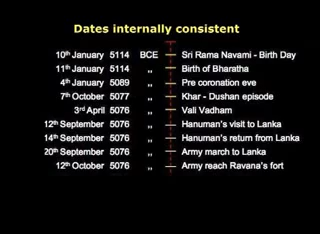 Dates internally consistent
10th January 5114 BCE Sri Rama Navami - Birth Day
11th January 5114 ,, Birth of Bharatha
4th January 5089 ,, Pre coronation eve
7th October 5077 ,, Khar - Dushan episode
3rd April 5076 ,, Vali Vadham
12th September 5076 ,, Hanuman's visit to Lanka
14th September 5076 ,, Hanuman's return from Lanka
20th September 5076 ,, Army march to Lanka
12th October 5076 ,, Army reach Ravana's fort